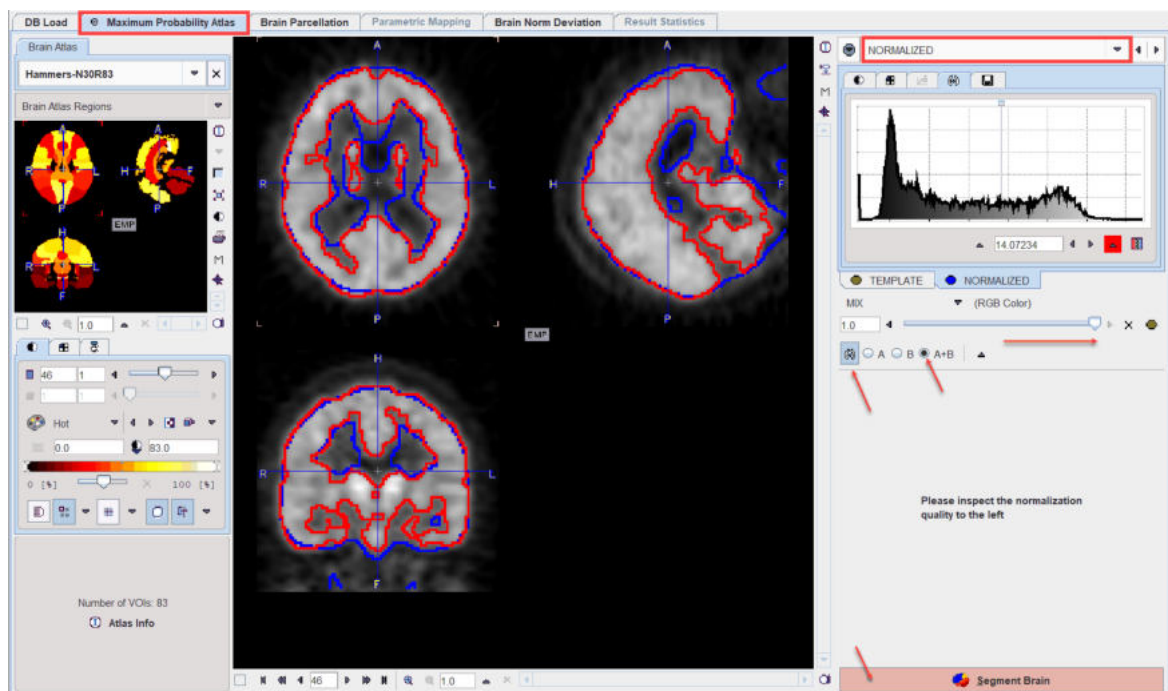 DB Load Maximum Probability Atlas Brain Parcellation Parametric Mapping Brain Norm Deviation Result Statistics
Brain Atlas
Hammers-N30R83
Brain Atlas Regions
A
R L
P
A
H F
P
EMP
H
R L
F
1.0
46 1
1 1
Hot
0.0 83.0
0 [%] 100 [%]
Number of VOIs: 83
Atlas Info
A
R L
P
A
H F
P
EMP
H
R L
F
46 1.0
M
M
NORMALIZED
14.07234
TEMPLATE NORMALIZED
MIX (RGB Color)
1.0
A B A+B
Please inspect the normalization
quality to the left
Segment Brain